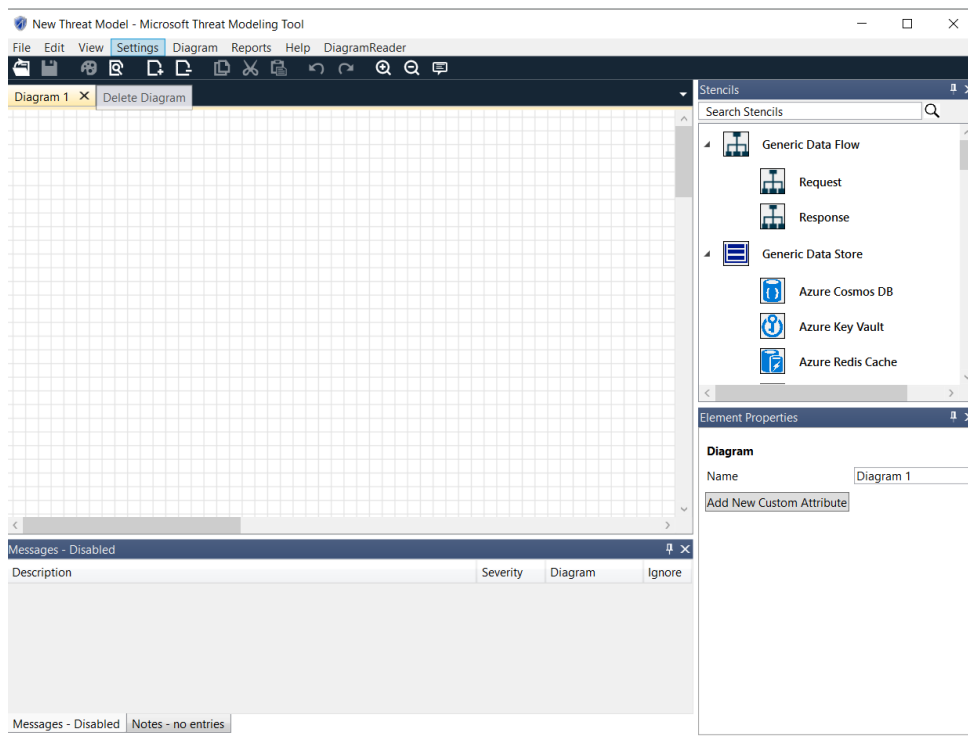 New Threat Model - Microsoft Threat Modeling Tool
File Edit View Settings Diagram Reports Help DiagramReader
Diagram 1 Delete Diagram
Stencils
Search Stencils
Generic Data Flow
Request
Response
Generic Data Store
Azure Cosmos DB
Azure Key Vault
Azure Redis Cache
Element Properties
Diagram
Name Diagram 1
Add New Custom Attribute
Messages - Disabled
Description Severity Diagram Ignore
Messages - Disabled Notes - no entries